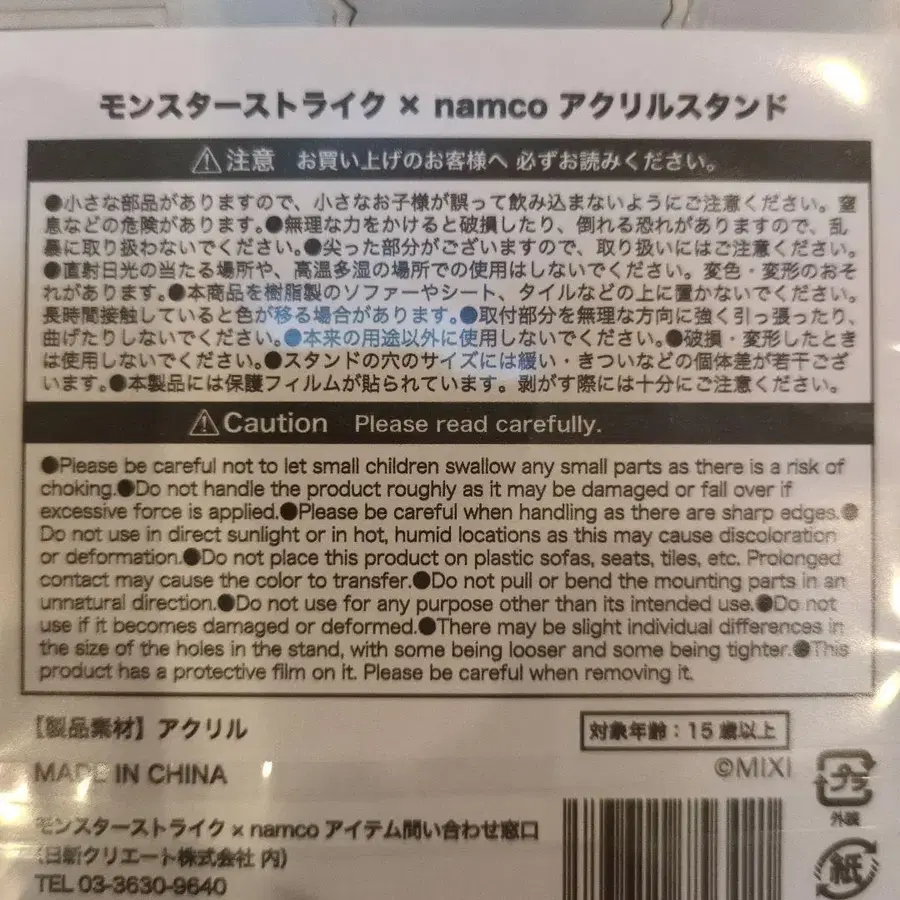 モンスターストライク × namco アクリルスタンド
⚠注意 お買い上げのお客様へ 必ずお読みください。
●小さな部品がありますので、小さなお子様が誤って飲み込まないようにご注意ください。窒
息などの危険があります。●無理な力をかけると破損したり、倒れる恐れがありますので、乱
暴に取り扱わないでください。●尖った部分がございますので、取り扱いにはご注意ください。
●直射日光の当たる場所や、高温多湿の場所での使用はしないでください。変色・変形のおそ
れがあります。●本商品を樹脂製のソファーやシート、タイルなどの上に置かないでください。
長時間接触していると色が移る場合があります。●取付部分を無理な方向に強く引っ張ったり、
曲げたりしないでください。●本来の用途以外に使用しないでください。●破損・変形したとき
は使用しないでください。●スタンドの穴のサイズには緩い・きついなどの個体差が若干ござ
います。●本製品には保護フィルムが貼られています。剥がす際には十分にご注意ください。
⚠Caution Please read carefully.
●Please be careful not to let small children swallow any small parts as there is a risk of
choking.●Do not handle the product roughly as it may be damaged or fall over if
excessive force is applied.●Please be careful when handling as there are sharp edges.●
Do not use in direct sunlight or in hot, humid locations as this may cause discoloration
or deformation.●Do not place this product on plastic sofas, seats, tiles, etc. Prolonged
contact may cause the color to transfer.●Do not pull or bend the mounting parts in an
unnatural direction.●Do not use for any purpose other than its intended use.●Do not
use if it becomes damaged or deformed.●There may be slight individual differences in
the size of the holes in the stand, with some being looser and some being tighter.●This
product has a protective film on it. Please be careful when removing it.
【製品素材】アクリル
対象年齢：15歳以上
MADE IN CHINA
©MIXI
プラ
外装
モンスターストライク × namco アイテム問い合わせ窓口
(日新クリエート株式会社 内)
TEL 03-3630-9640
紙